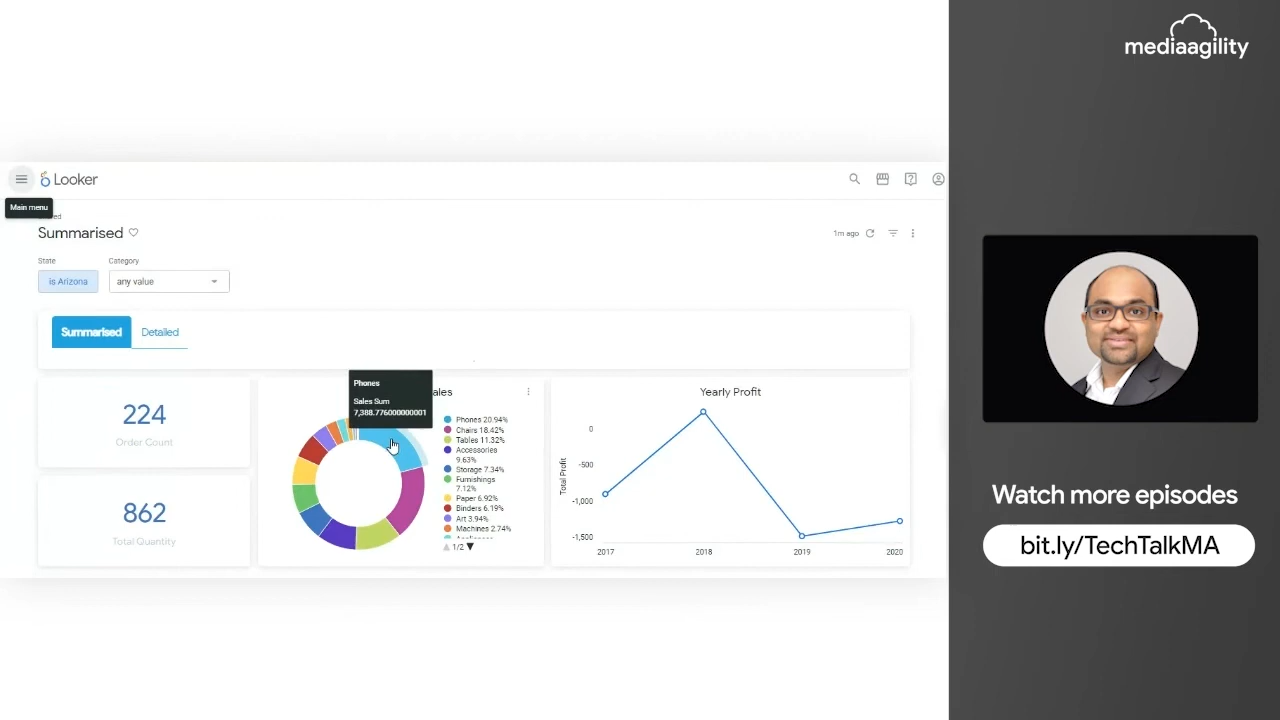 mediaagility
Looker
Main menu
Summarised
1m ago
State
Category
is Arizona
any value
Summarised
Detailed
224
Order Count
862
Total Quantity
Phones
Sales Sum
7,388.776000000001
Phones 20.94%
Chairs 18.42%
Tables 11.32%
Accessories
9.63%
Storage 7.34%
Furnishings
7.12%
Paper 6.92%
Binders 6.19%
Art 3.94%
Machines 2.74%
1/2
Yearly Profit
Total Profit
0
-500
-1,000
-1,500
2017
2018
2019
2020
Watch more episodes
bit.ly/TechTalkMA